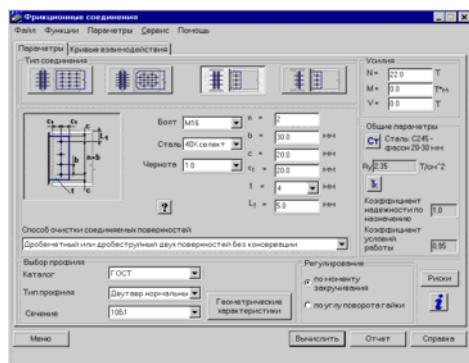 Фрикционные соединения
Файл Функции Параметры Сервис Помощь
Параметры Кривые взаимодействия
Тип соединения
Усилия
N = 22.0 Т
M = 0.0 Т*м
V = 0.0 Т
Болт M16
Сталь 40Х селект
Чернота 1.0
n = 2
b = 30.0 мм
c = 20.0 мм
c₁ = 20.0 мм
t = 4 мм
L₁ = 5.0 мм
Общие параметры
Ст Сталь: C245 - фасон 20-30 мм
Ry 2.35 Т/см^2
Коэффициент надежности по назначению 1.0
Коэффициент условий работы 0.95
?
Способ очистки соединяемых поверхностей
Дробеметный или дробеструйный двух поверхностей без консервации
Выбор профиля
Каталог ГОСТ
Тип профиля Двутавр нормальны
Сечение 10Б1
Геометрические характеристики
Регулирование
по моменту закручивания
по углу поворота гайки
Риски
i
Меню Вычислить Отчет Справка